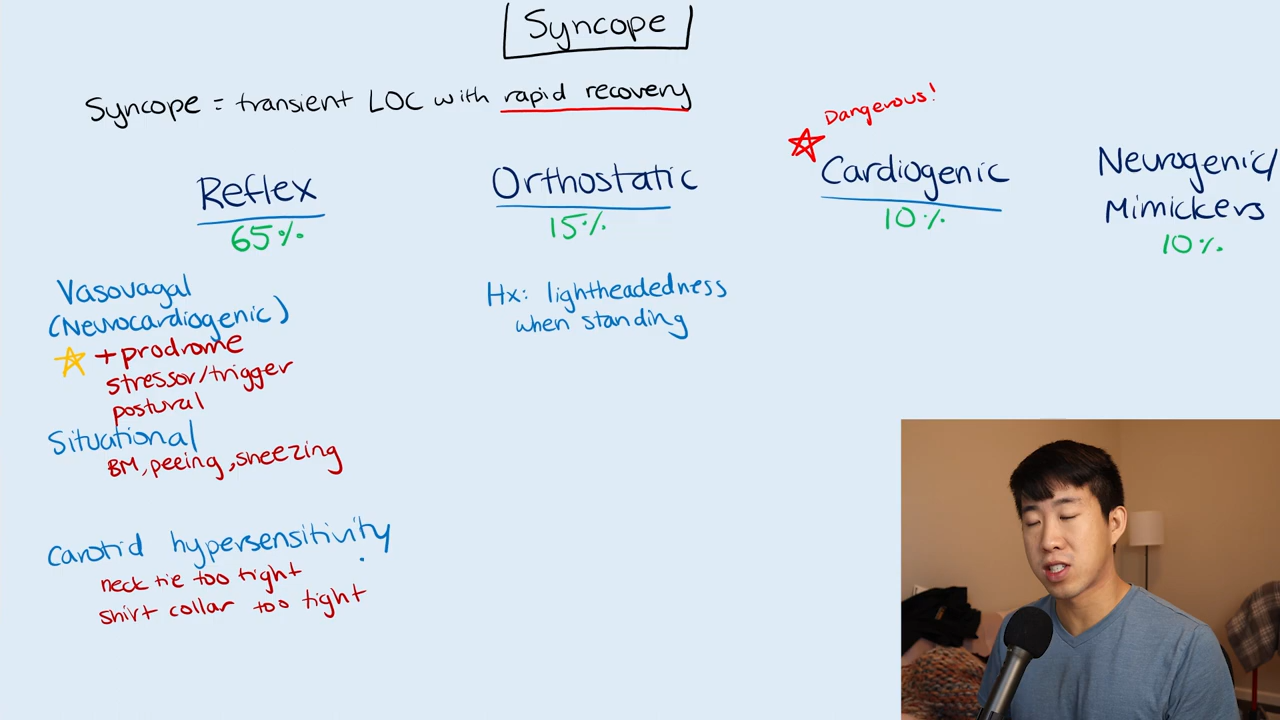 Syncope
Syncope = transient LOC with rapid recovery
Dangerous!
Reflex
65%
Orthostatic
15%
Cardiogenic
10%
Neurogenic/
Mimickers
10%
Vasovagal
(Neurocardiogenic)
+prodrome
stressor/trigger
postural
Situational
BM, peeing, sneezing
Carotid hypersensitivity
neck tie too tight
shirt collar too tight
Hx: lightheadedness
when standing